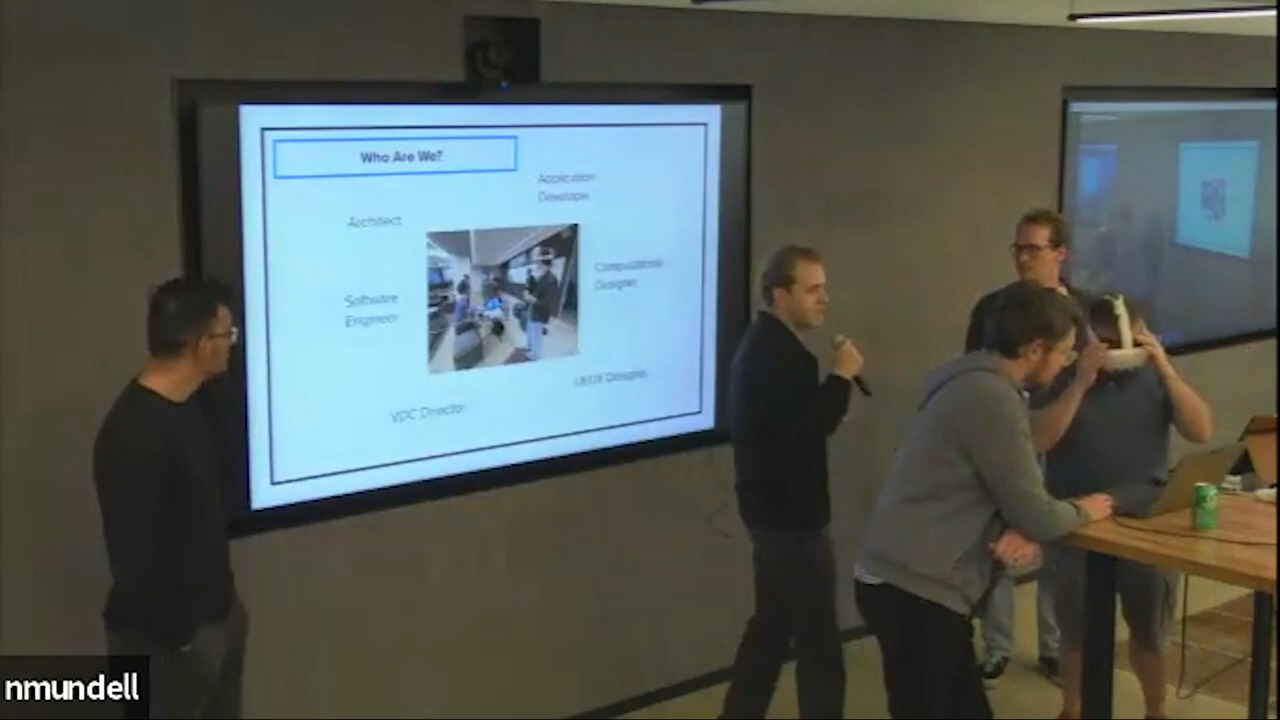 Who Are We?
Application
Developer
Architect
Computational
Designer
Software
Engineer
UI/UX Designer
VDC Director
nmundell